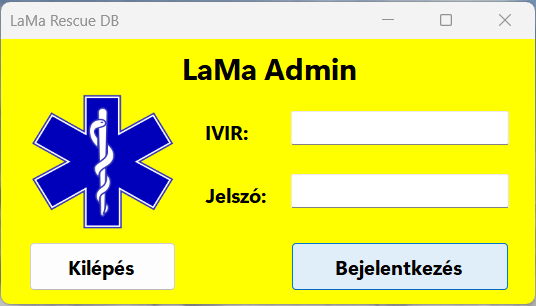 LaMa Rescue DB
LaMa Admin
IVIR:
Jelszó:
Kilépés
Bejelentkezés